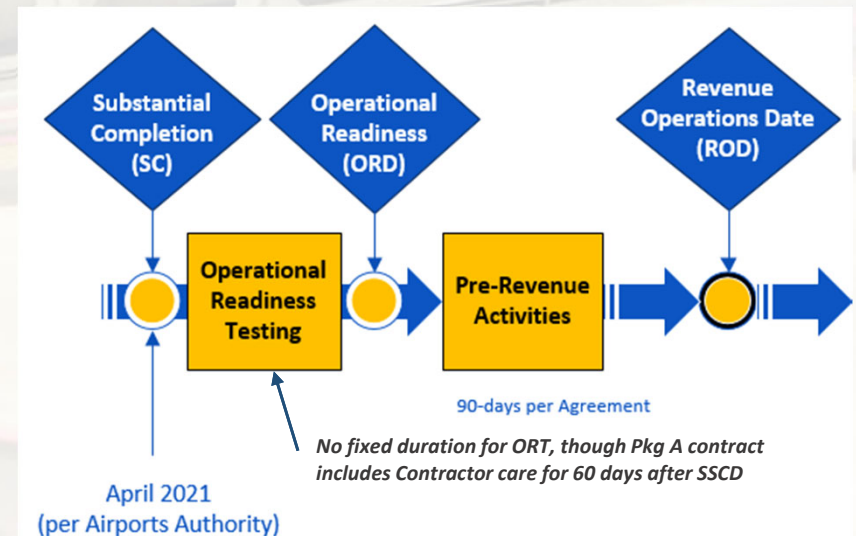 Substantial
Completion
(SC)
Operational
Readiness
(ORD)
Revenue
Operations Date
(ROD)
Operational
Readiness
Testing
Pre-Revenue
Activities
90-days per Agreement
No fixed duration for ORT, though Pkg A contract
includes Contractor care for 60 days after SSCD
April 2021
(per Airports Authority)